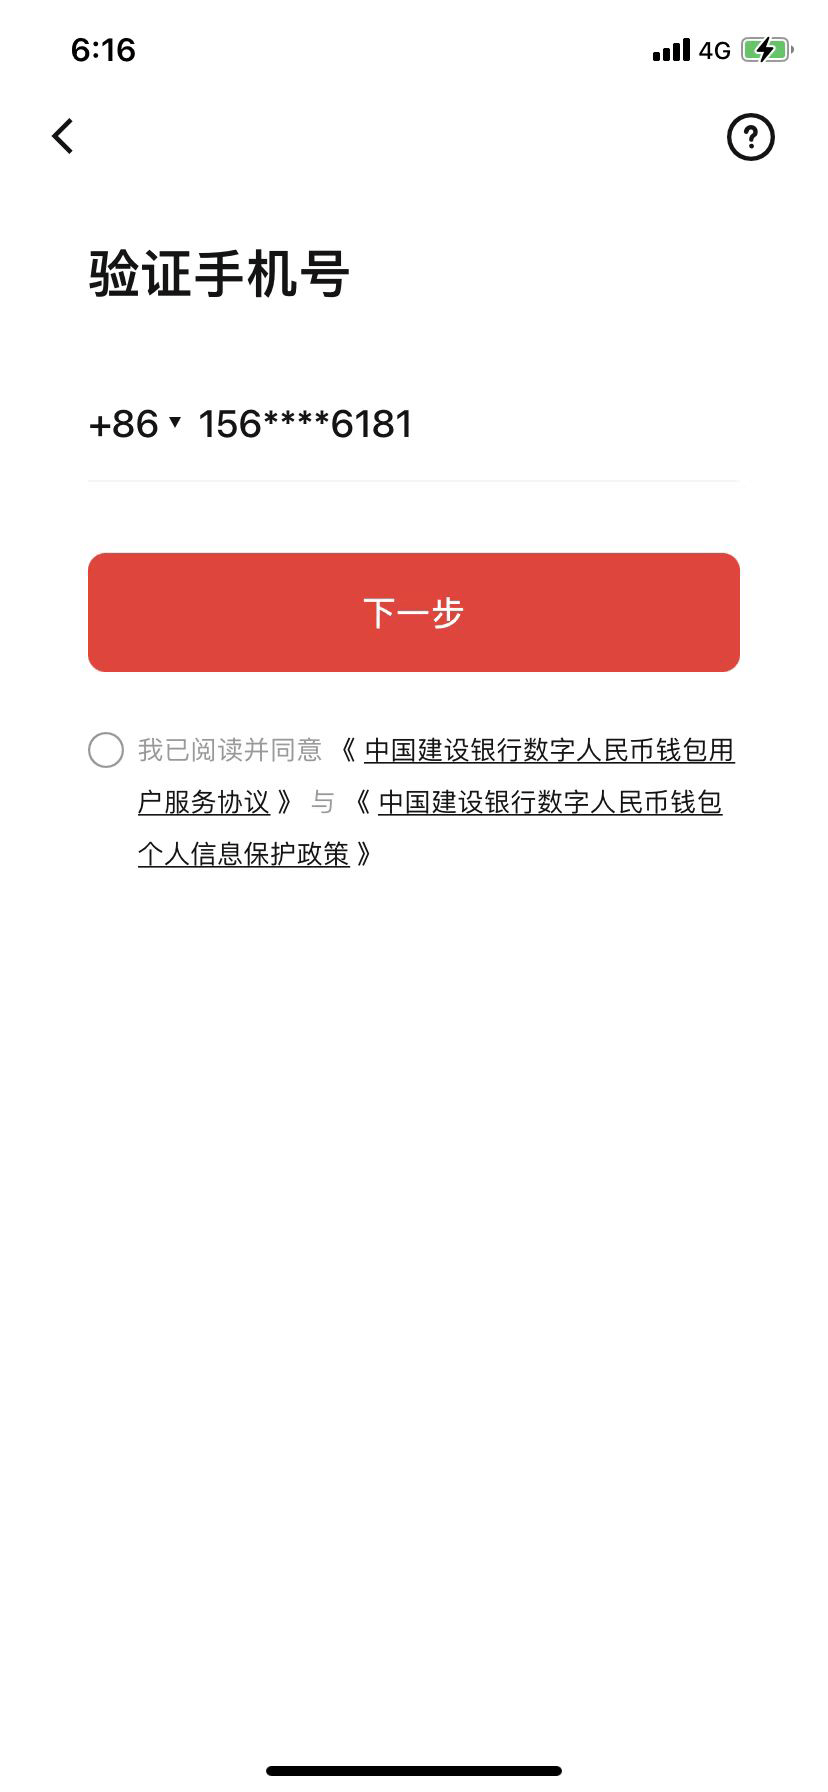 6:16
4G
验证手机号
+86 156****6181
下一步
我已阅读并同意 《 中国建设银行数字人民币钱包用
户服务协议 》 与 《 中国建设银行数字人民币钱包
个人信息保护政策 》